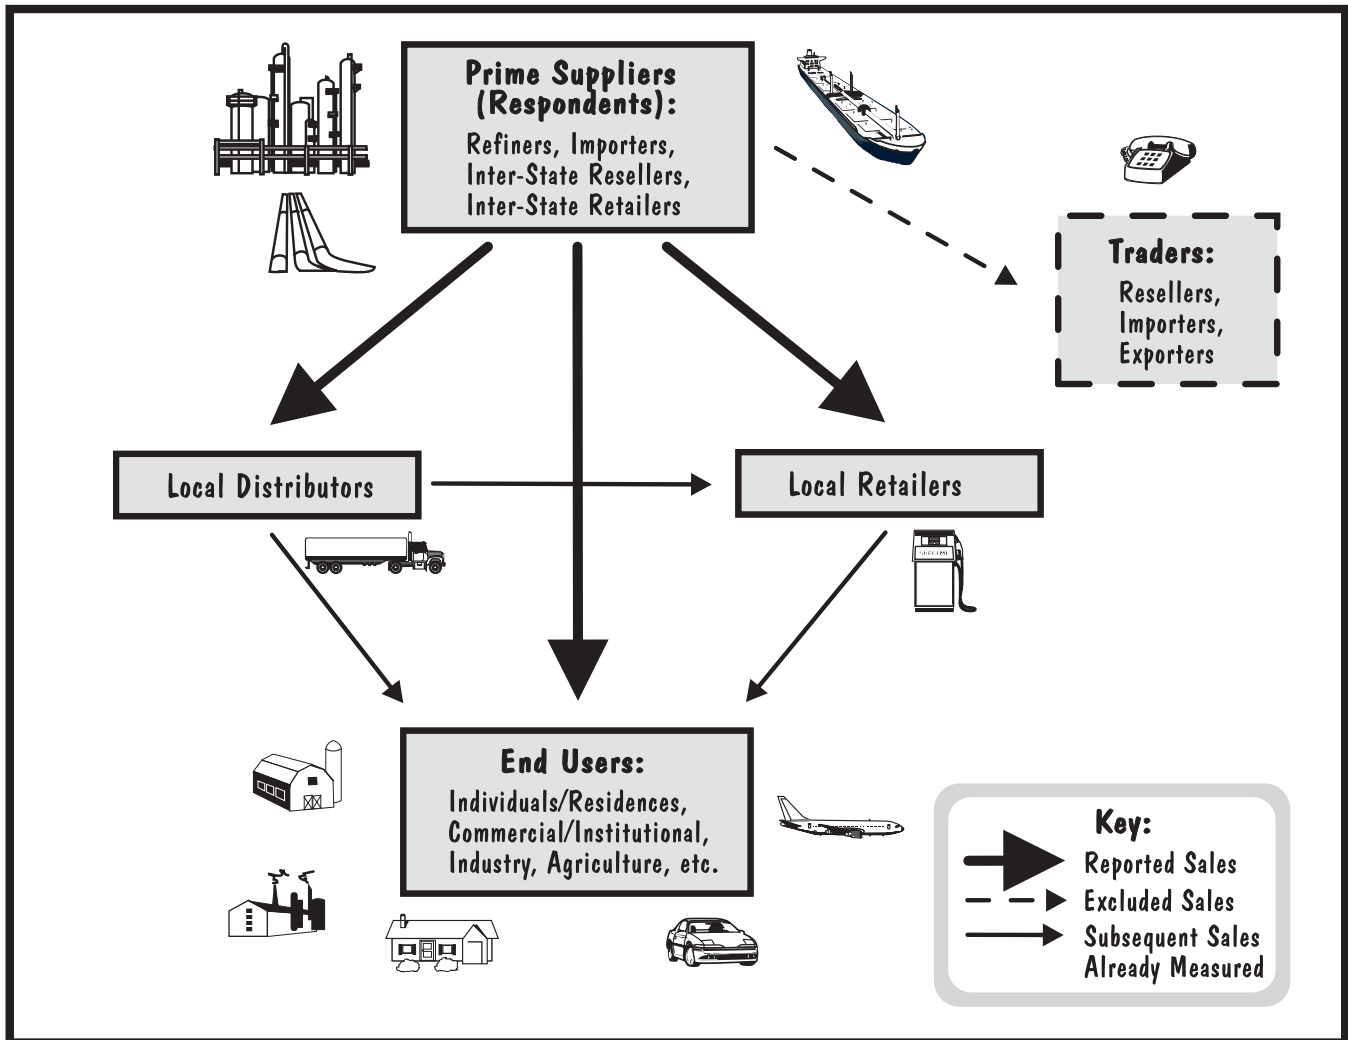 Prime Suppliers
(Respondents):
Refiners, Importers,
Inter-State Resellers,
Inter-State Retailers
Traders:
Resellers,
Importers,
Exporters
Local Distributors
Local Retailers
SUPREME
End Users:
Individuals/Residences,
Commercial/Institutional,
Industry, Agriculture, etc.
Key:
Reported Sales
Excluded Sales
Subsequent Sales
Already Measured